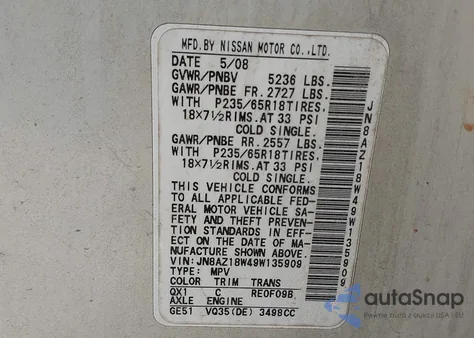 MFD.BY NISSAN MOTOR CO.,LTD.
DATE 5/08
GVWR/PNBV 5236 LBS.
GAWR/PNBE FR. 2727 LBS.
WITH P235/65R18TIRES.
18×7½RIMS.AT 33 PSI
COLD SINGLE.
GAWR/PNBE RR. 2557 LBS.
WITH P235/65R18TIRES.
18×7½RIMS.AT 33 PSI
COLD SINGLE.
THIS VEHICLE CONFORMS
TO ALL APPLICABLE FED-
ERAL MOTOR VEHICLE SA-
FETY AND THEFT PREVEN-
TION STANDARDS IN EFF-
ECT ON THE DATE OF MA-
NUFACTURE SHOWN ABOVE.
VIN:JN8AZ18W49W135909
TYPE: MPV
COLOR TRIM TRANS
QX1 C RE0F09B
AXLE ENGINE
GE51 VQ35(DE) 3498CC
JN8AZ18W49W135909
autoSnap